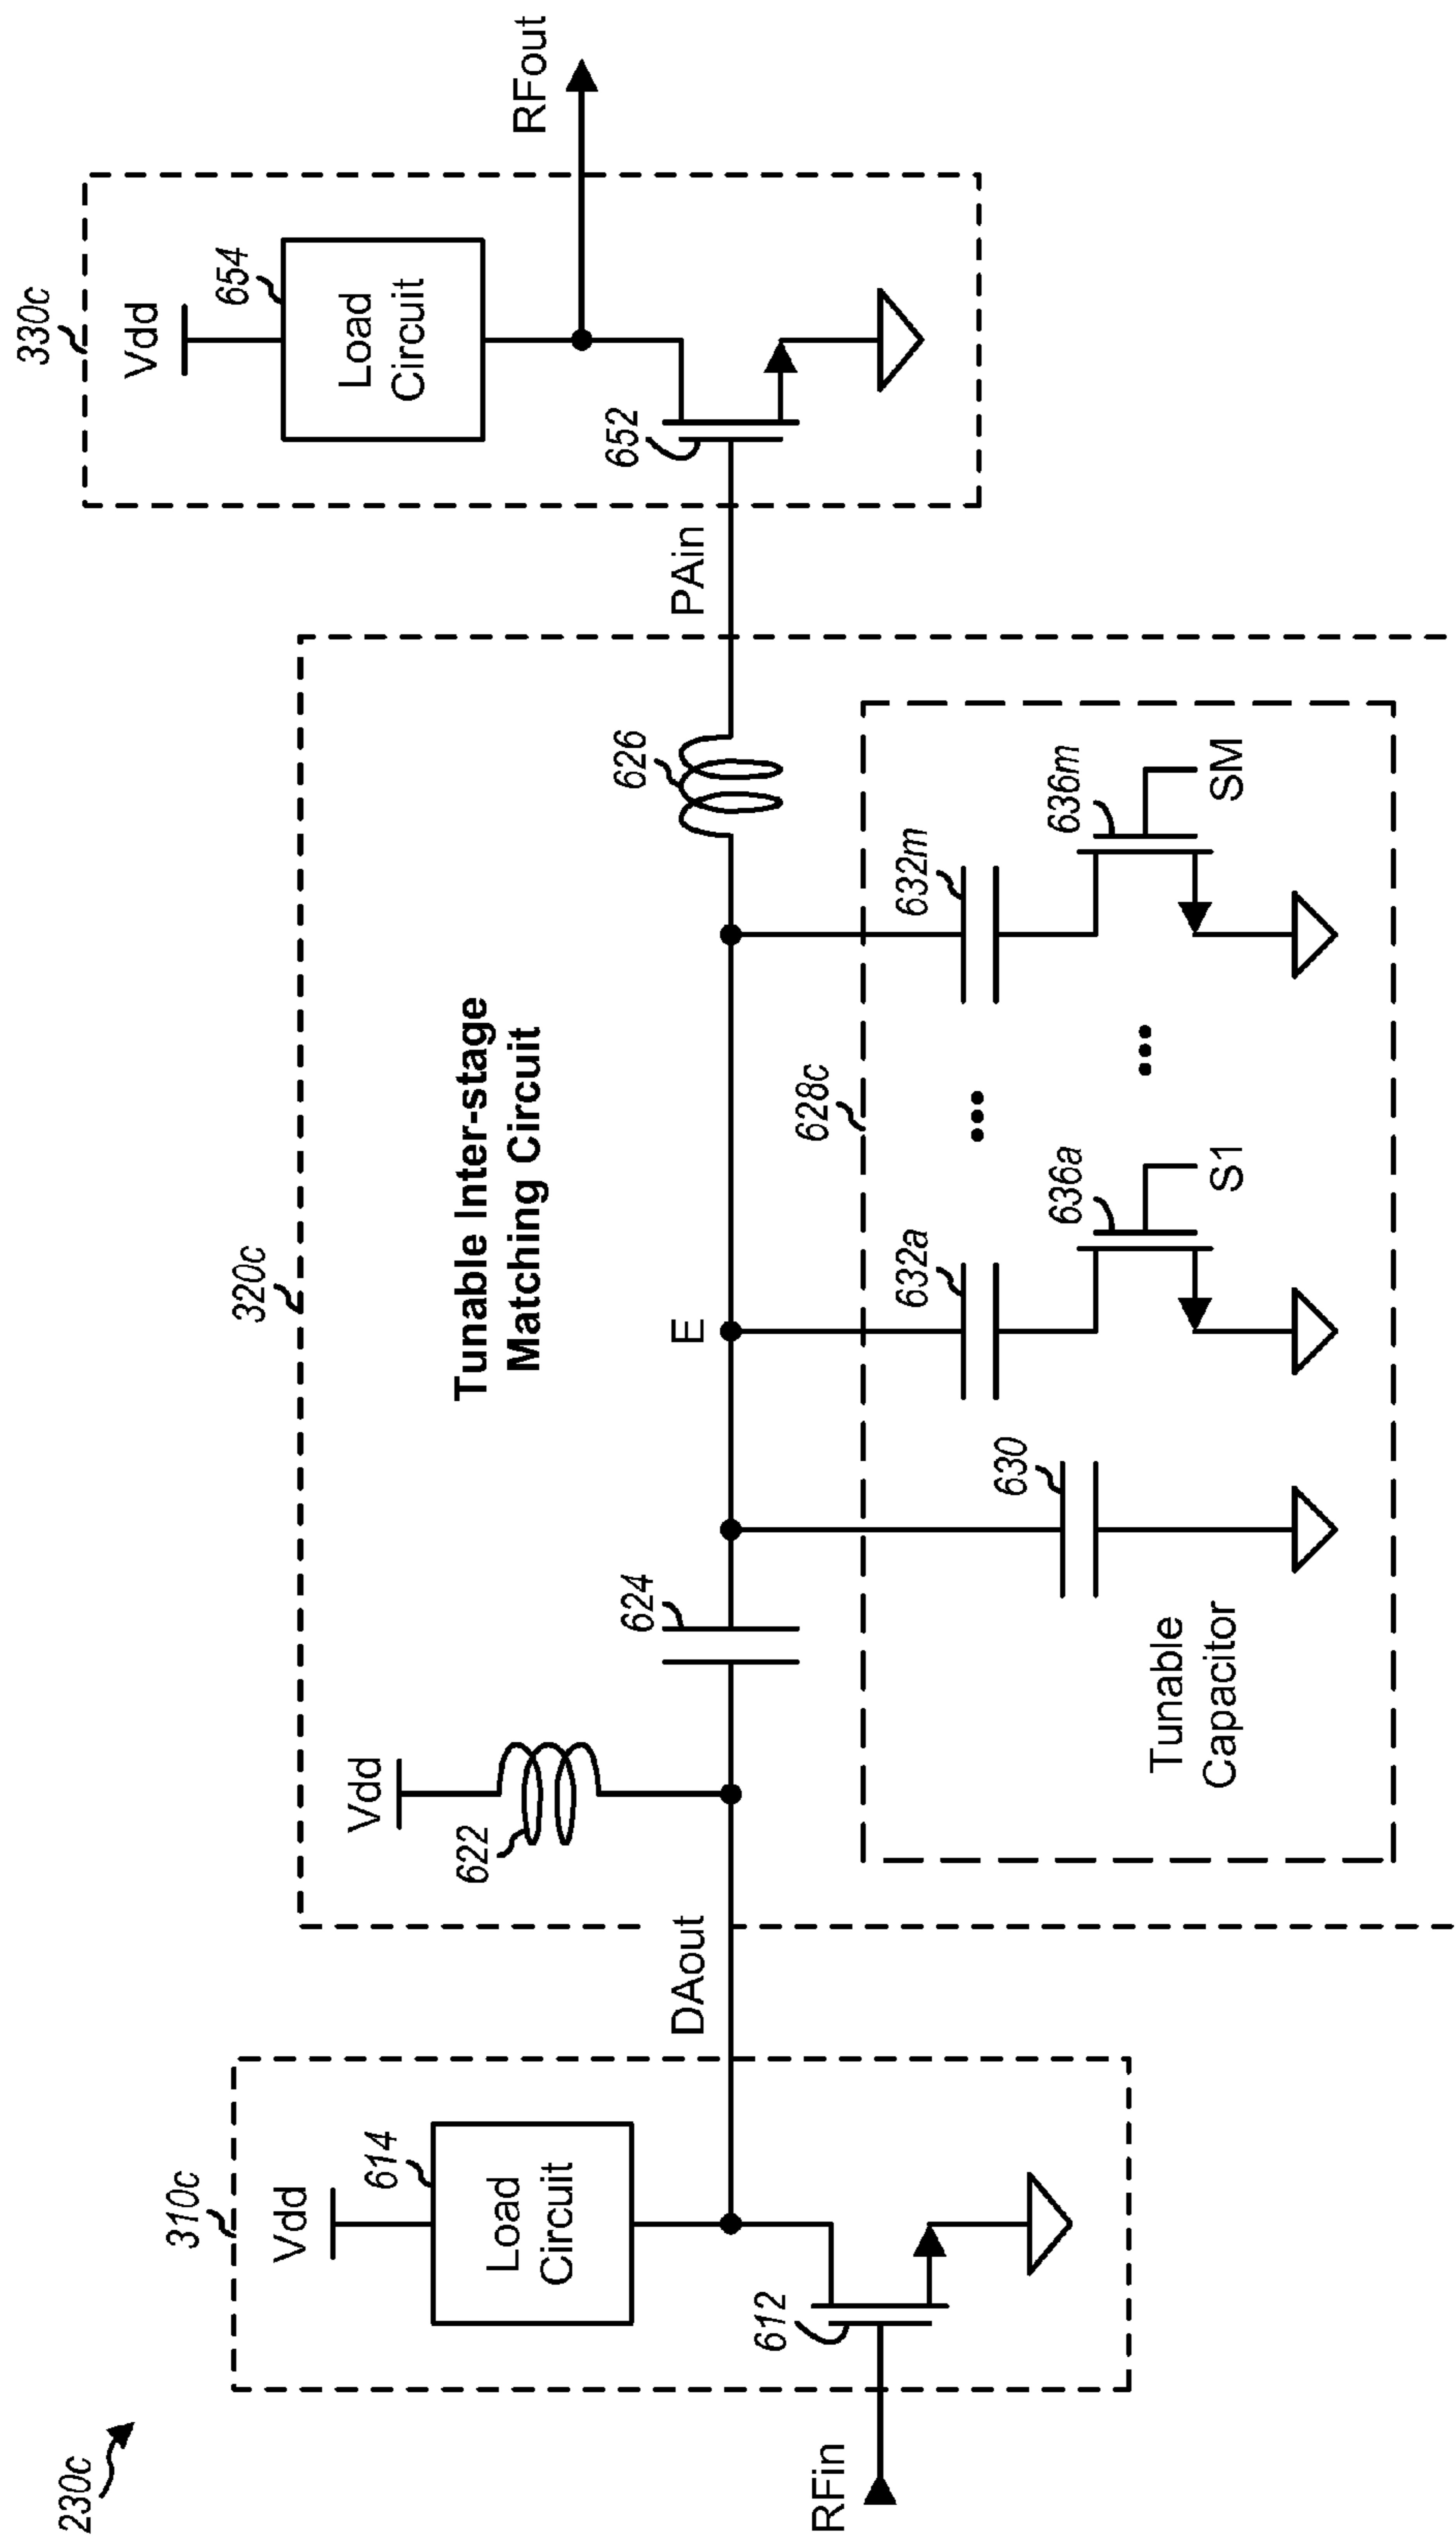 230c
310c
Vdd
614
Load
Circuit
612
RFin
DAout
320c
Tunable Inter-stage
Matching Circuit
Vdd
622
624
E
626
628c
630
632a
636a
S1
...
...
632m
636m
SM
Tunable
Capacitor
PAin
330c
Vdd
654
Load
Circuit
652
RFout